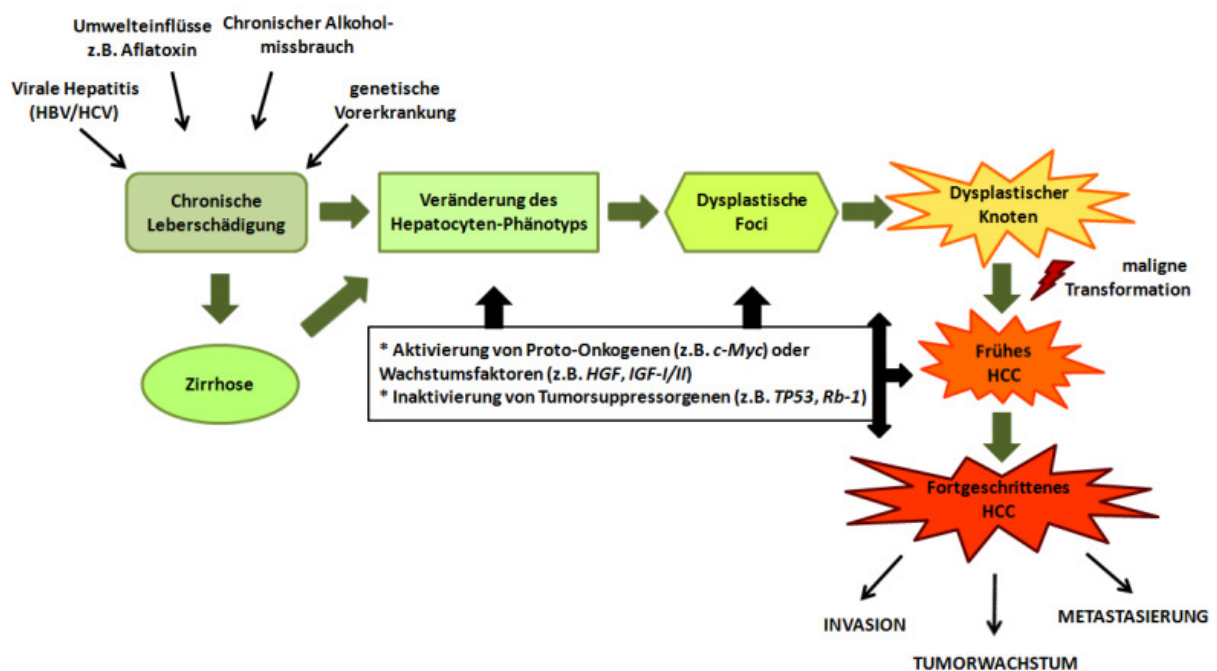 Umwelteinflüsse
z.B. Aflatoxin
Chronischer Alkohol-
missbrauch
Virale Hepatitis
(HBV/HCV)
genetische
Vorerkrankung
Chronische
Leberschädigung
Veränderung des
Hepatocyten-Phänotyps
Dysplastische
Foci
Dysplastischer
Knoten
maligne
Transformation
Zirrhose
* Aktivierung von Proto-Onkogenen (z.B. c-Myc) oder
Wachstumsfaktoren (z.B. HGF, IGF-I/II)
* Inaktivierung von Tumorsuppressorgenen (z.B. TP53, Rb-1)
Frühes
HCC
Fortgeschrittenes
HCC
INVASION
TUMORWACHSTUM
METASTASIERUNG